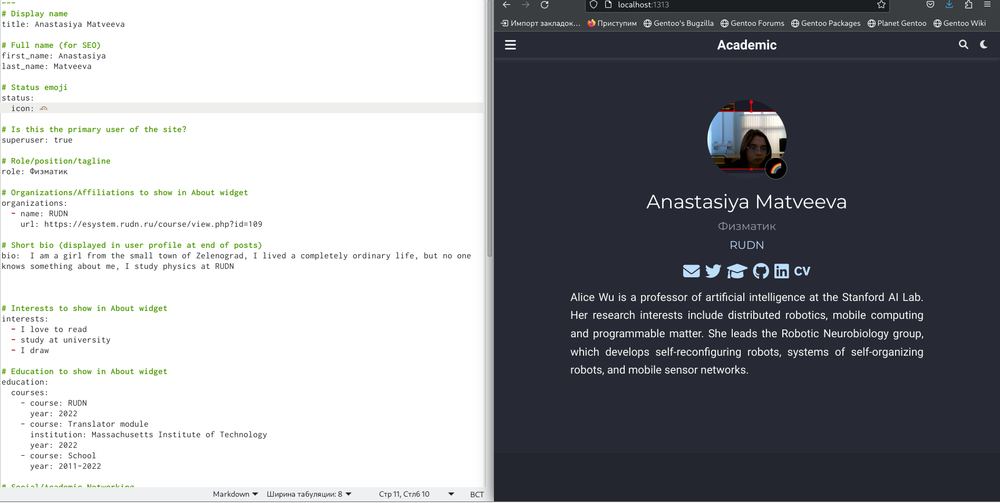 ---
# Display name
title: Anastasiya Matveeva
# Full name (for SEO)
first_name: Anastasiya
last_name: Matveeva
# Status emoji
status:
icon: 🌈
# Is this the primary user of the site?
superuser: true
# Role/position/tagline
role: Физматик
# Organizations/Affiliations to show in About widget
organizations:
- name: RUDN
url: https://esystem.rudn.ru/course/view.php?id=109
# Short bio (displayed in user profile at end of posts)
bio:  I am a girl from the small town of Zelenograd, I lived a completely ordinary life, but no one
knows something about me, I study physics at RUDN
# Interests to show in About widget
interests:
- I love to read
- study at university
- I draw
# Education to show in About widget
education:
courses:
- course: RUDN
year: 2022
- course: Translator module
institution: Massachusetts Institute of Technology
year: 2022
- course: School
year: 2011-2022
# Social/Academic Networking
Markdown Ширина табуляции: 8 Стр 11, Стлб 10 ВСТ
localhost:1313
Импорт закладок… Приступим Gentoo's Bugzilla Gentoo Forums Gentoo Packages Planet Gentoo Gentoo Wiki
Academic
Anastasiya Matveeva
Физматик
RUDN
CV
Alice Wu is a professor of artificial intelligence at the Stanford AI Lab.
Her research interests include distributed robotics, mobile computing
and programmable matter. She leads the Robotic Neurobiology group,
which develops self-reconfiguring robots, systems of self-organizing
robots, and mobile sensor networks.